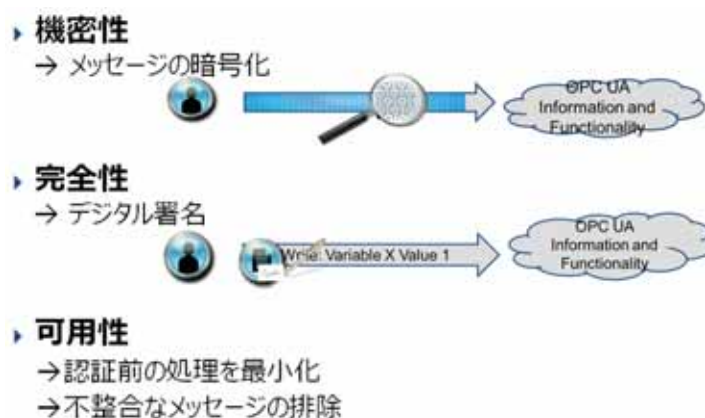 機密性
→ メッセージの暗号化
OPC UA
Information and
Functionality
完全性
→ デジタル署名
Write: Variable X Value 1
OPC UA
Information and
Functionality
可用性
→認証前の処理を最小化
→不整合なメッセージの排除